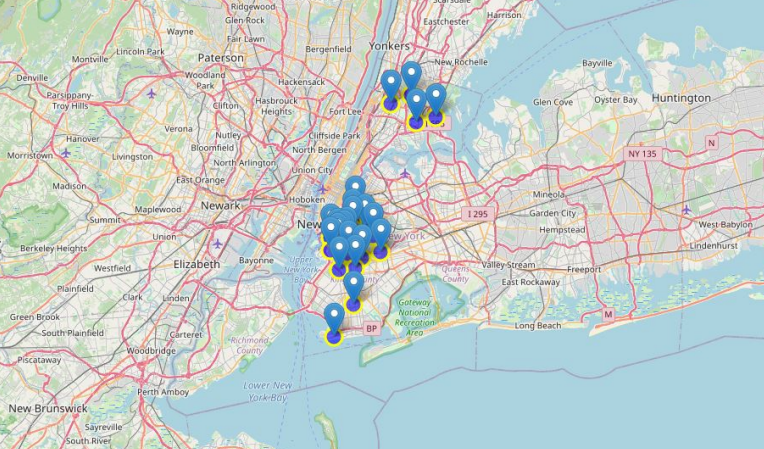 Ridgewood
Glen Rock
Scarsdale
Harrison
Eastchester
Wayne
Fair Lawn
Yonkers
Lincoln Park
Bergenfield
Paterson
Montville
New Rochelle
Bayville
Denville
Woodland
Park
Hackensack
Glen Cove
Oyster Bay
Huntington
Parsippany-
Troy Hills
Clifton
Hasbrouck
Heights
Fort Lee
Verona
Hanover
Nutley
Cliffside Park
Bloomfield
North Bergen
N
Morristown
Livingston
North Arlington
NY 135
Union City
East Orange
Madison
Mineola
Hoboken
Maplewood
Newark
Garden City
Summit
I 295
West Babylon
Hempstead
New
York
Union
Lindenhurst
Berkeley Heights
Bayonne
Upper
New York
Bay
Westfield
Elizabeth
Valley Stream
Freeport
Queens
County
Plainfield
East Rockaway
Clark
Linden
Gateway
National
Recreation
Area
Green Brook
M
South Plainfield
Carteret
BP
Long Beach
Richmond
County
Woodbridge
Piscataway
Perth Amboy
Lower New
York Bay
New Brunswick
Sayreville
South River